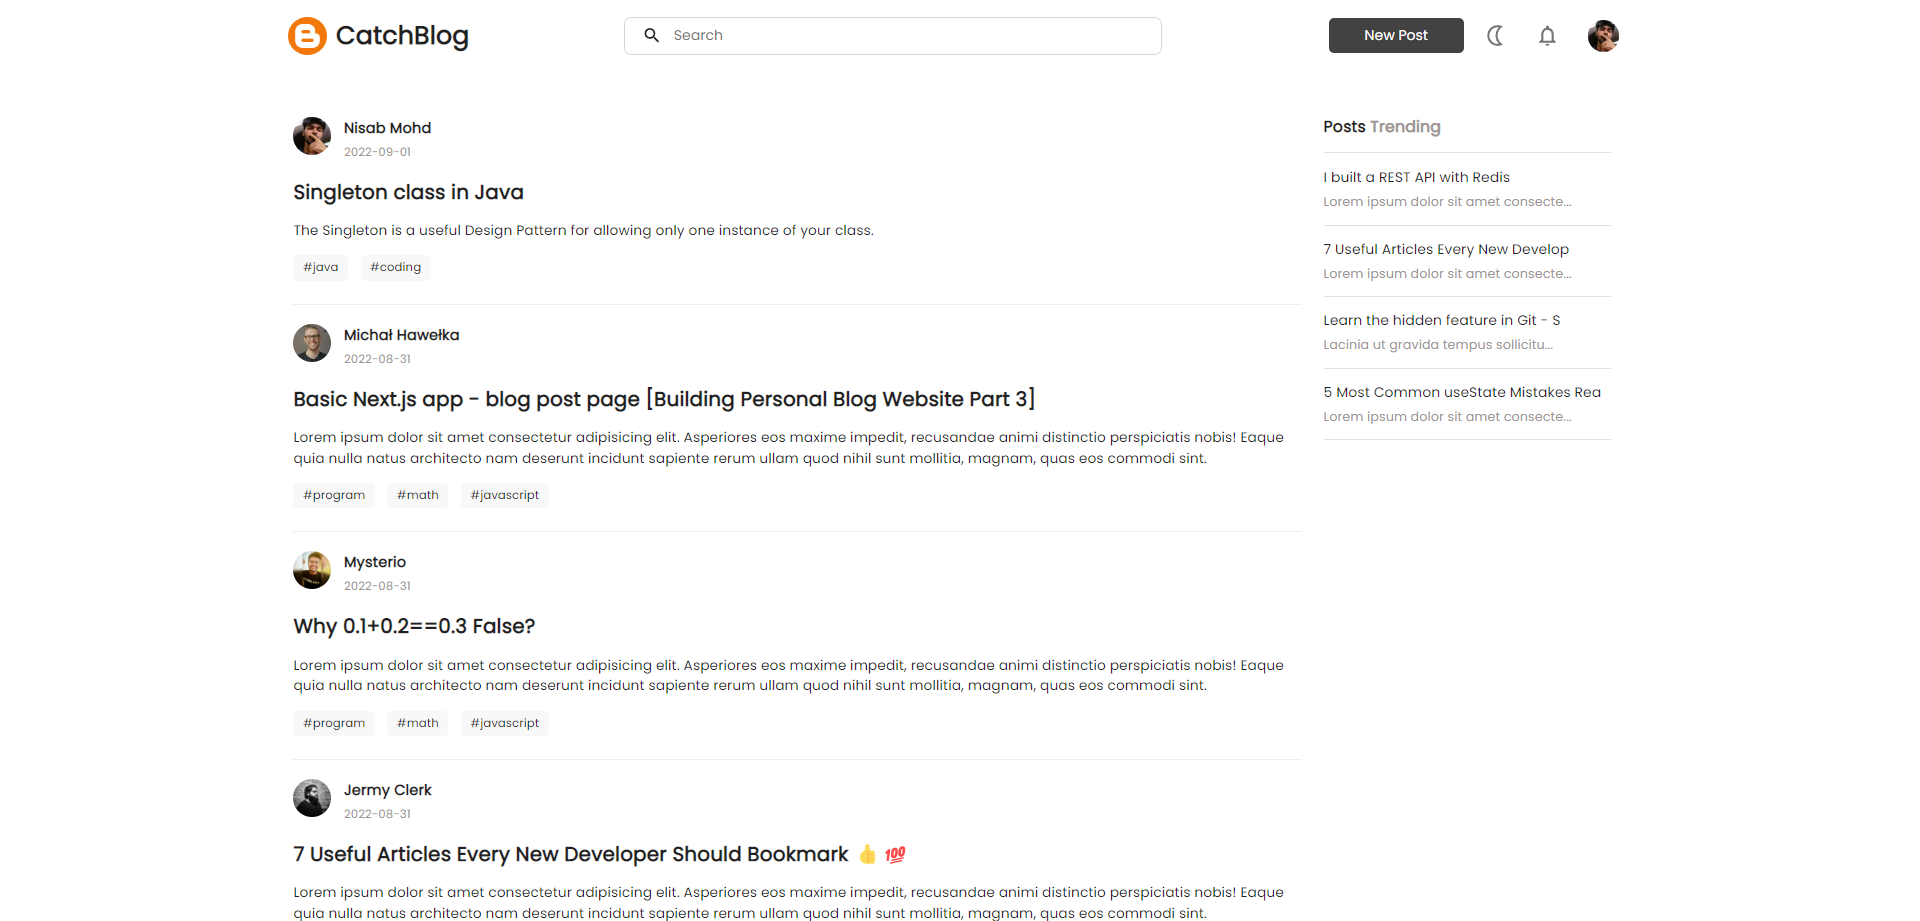 CatchBlog
Search
New Post
Nisab Mohd
2022-09-01
Singleton class in Java
The Singleton is a useful Design Pattern for allowing only one instance of your class.
#java #coding
Michał Hawełka
2022-08-31
Basic Next.js app - blog post page [Building Personal Blog Website Part 3]
Lorem ipsum dolor sit amet consectetur adipisicing elit. Asperiores eos maxime impedit, recusandae animi distinctio perspiciatis nobis! Eaque
quia nulla natus architecto nam deserunt incidunt sapiente rerum ullam quod nihil sunt mollitia, magnam, quas eos commodi sint.
#program #math #javascript
Mysterio
2022-08-31
Why 0.1+0.2==0.3 False?
Lorem ipsum dolor sit amet consectetur adipisicing elit. Asperiores eos maxime impedit, recusandae animi distinctio perspiciatis nobis! Eaque
quia nulla natus architecto nam deserunt incidunt sapiente rerum ullam quod nihil sunt mollitia, magnam, quas eos commodi sint.
#program #math #javascript
Jermy Clerk
2022-08-31
7 Useful Articles Every New Developer Should Bookmark 👍 💯
Lorem ipsum dolor sit amet consectetur adipisicing elit. Asperiores eos maxime impedit, recusandae animi distinctio perspiciatis nobis! Eaque
quia nulla natus architecto nam deserunt incidunt sapiente rerum ullam quod nihil sunt mollitia, magnam, quas eos commodi sint.
Posts Trending
I built a REST API with Redis
Lorem ipsum dolor sit amet consecte...
7 Useful Articles Every New Develop
Lorem ipsum dolor sit amet consecte...
Learn the hidden feature in Git - S
Lacinia ut gravida tempus sollicitu...
5 Most Common useState Mistakes Rea
Lorem ipsum dolor sit amet consecte...